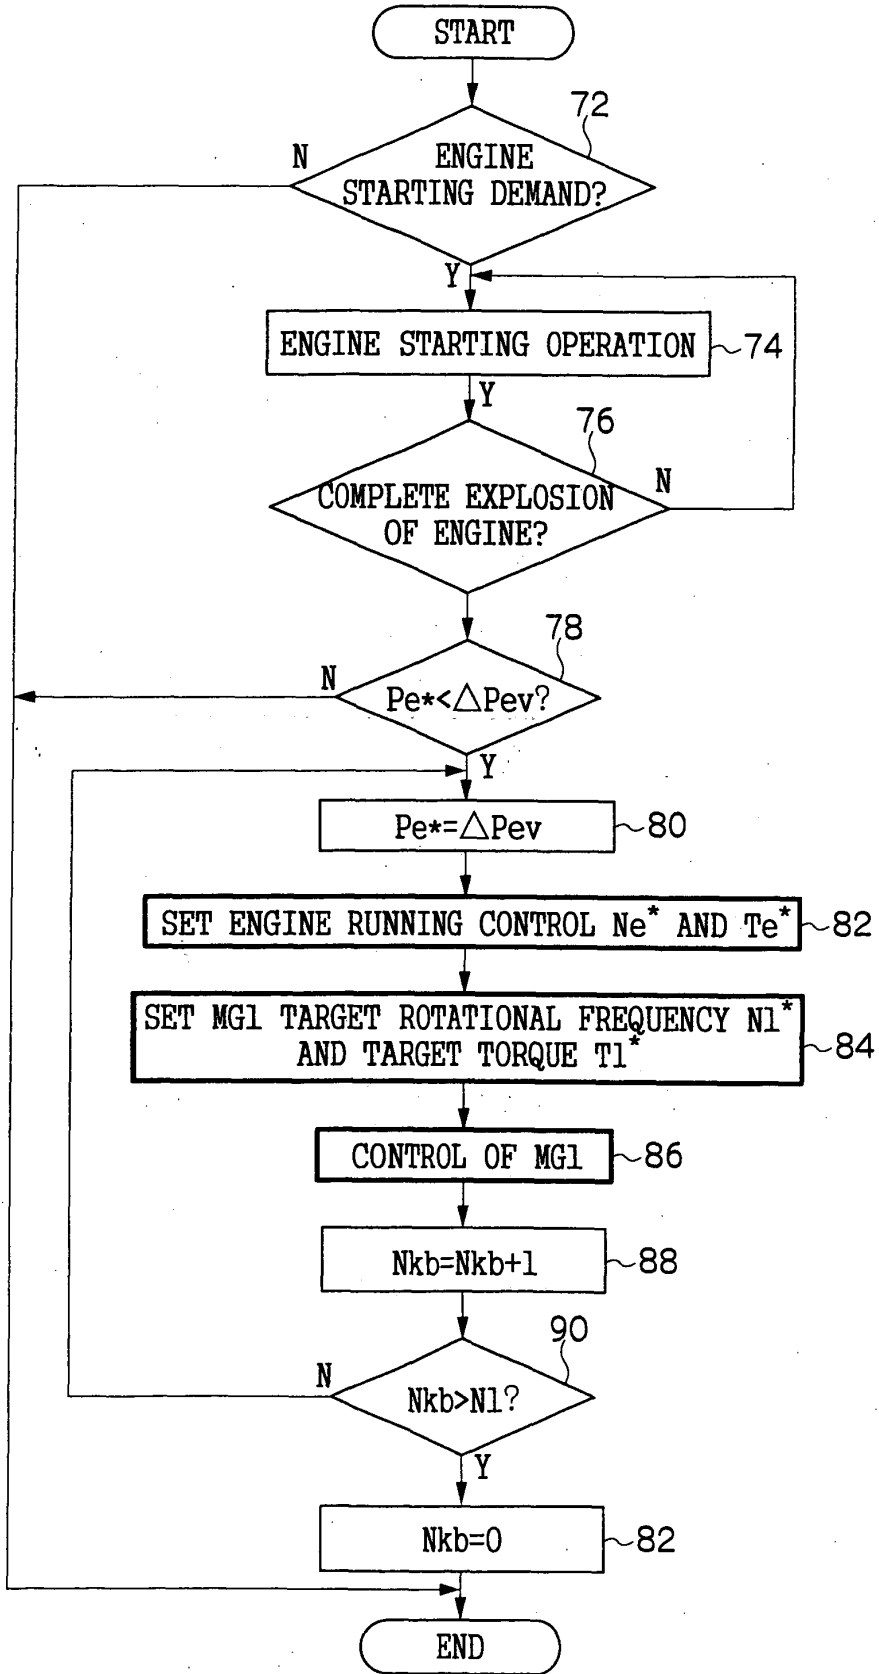 START
72
N
ENGINE
STARTING DEMAND?
Y
ENGINE STARTING OPERATION
74
Y
76
N
COMPLETE EXPLOSION
OF ENGINE?
78
N
Pe*<△Pev?
Y
Pe*=△Pev
80
SET ENGINE RUNNING CONTROL Ne* AND Te*
82
SET MG1 TARGET ROTATIONAL FREQUENCY N1*
AND TARGET TORQUE T1*
84
CONTROL OF MG1
86
Nkb=Nkb+1
88
90
N
Nkb>N1?
Y
Nkb=0
82
END